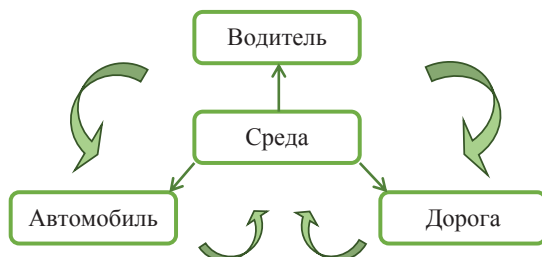 Водитель
Среда
Автомобиль
Дорога